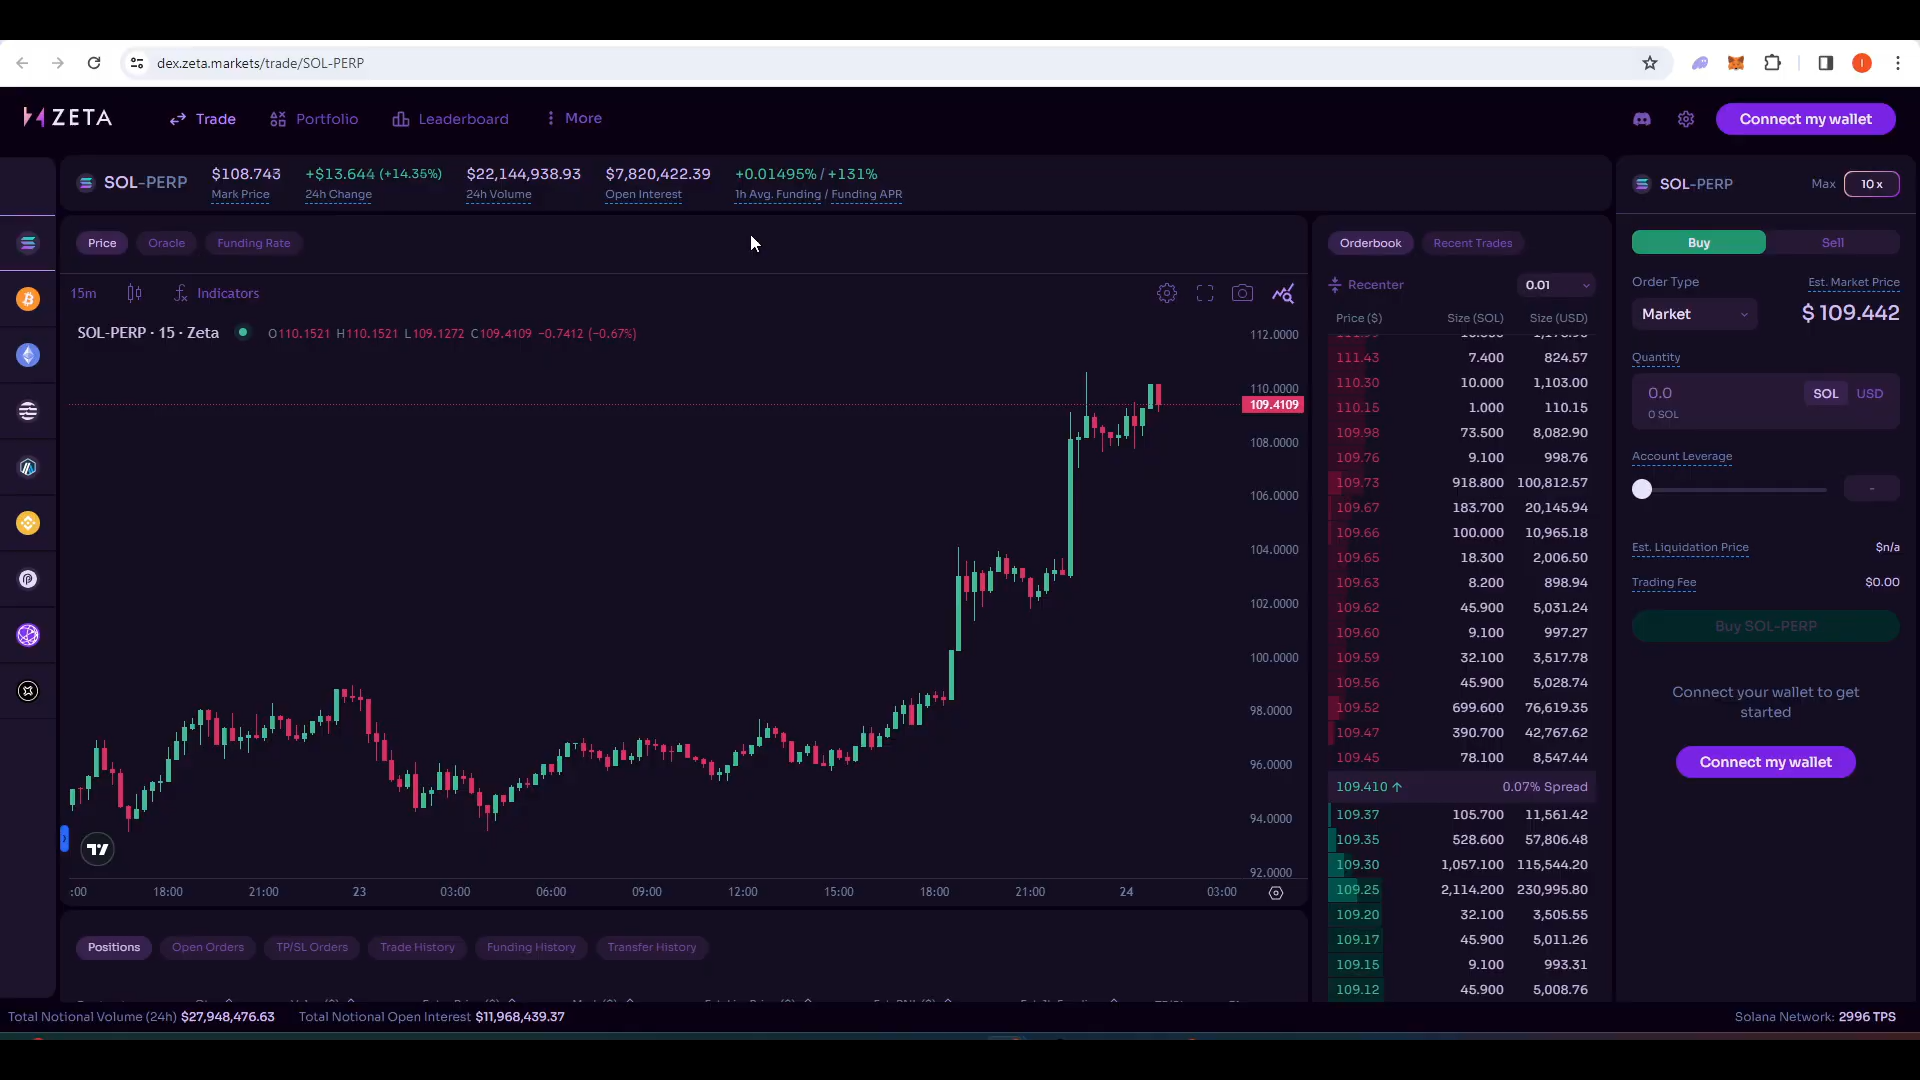 dex.zeta.markets/trade/SOL-PERP
I
ZETA
Trade
Portfolio
Leaderboard
More
Connect my wallet
SOL-PERP
$108.743
Mark Price
+$13.644 (+14.35%)
24h Change
$22,144,938.93
24h Volume
$7,820,422.39
Open Interest
+0.01495% / +131%
1h Avg. Funding / Funding APR
SOL-PERP
Max
10 x
Price
Oracle
Funding Rate
Orderbook
Recent Trades
Buy
Sell
15m
Indicators
Recenter
0.01
Order Type
Est. Market Price
Market
$ 109.442
SOL-PERP · 15 · Zeta
O110.1521 H110.1521 L109.1272 C109.4109 −0.7412 (−0.67%)
112.0000
110.0000
109.4109
108.0000
106.0000
104.0000
102.0000
100.0000
98.0000
96.0000
94.0000
92.0000
:00
18:00
21:00
23
03:00
06:00
09:00
12:00
15:00
18:00
21:00
24
03:00
Price ($) Size (SOL) Size (USD)
111.43 7.400 824.57
110.30 10.000 1,103.00
110.15 1.000 110.15
109.98 73.500 8,082.90
109.76 9.100 998.76
109.73 918.800 100,812.57
109.67 183.700 20,145.94
109.66 100.000 10,965.18
109.65 18.300 2,006.50
109.63 8.200 898.94
109.62 45.900 5,031.24
109.60 9.100 997.27
109.59 32.100 3,517.78
109.56 45.900 5,028.74
109.52 699.600 76,619.35
109.47 390.700 42,767.62
109.45 78.100 8,547.44
109.410 ↑ 0.07% Spread
109.37 105.700 11,561.42
109.35 528.600 57,806.48
109.30 1,057.100 115,544.20
109.25 2,114.200 230,995.80
109.20 32.100 3,505.55
109.17 45.900 5,011.26
109.15 9.100 993.31
109.12 45.900 5,008.76
Quantity
0.0
SOL
USD
0 SOL
Account Leverage
-
Est. Liquidation Price
$n/a
Trading Fee
$0.00
Buy SOL-PERP
Connect your wallet to get
started
Connect my wallet
Positions
Open Orders
TP/SL Orders
Trade History
Funding History
Transfer History
Total Notional Volume (24h) $27,948,476.63
Total Notional Open Interest $11,968,439.37
Solana Network: 2996 TPS